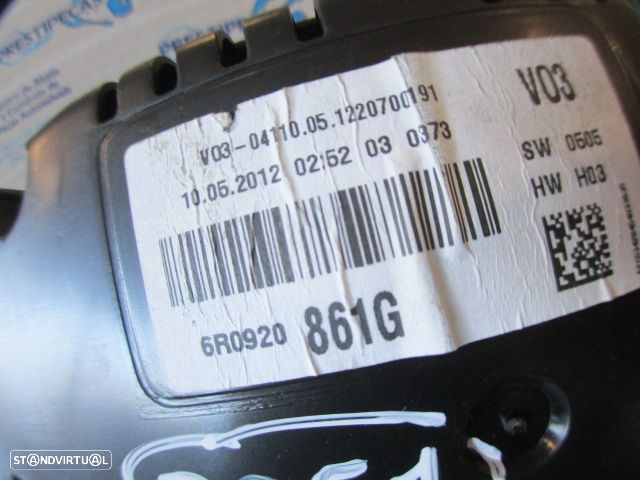 PRESTIPEÇAS
V03-04110.05.1220700191
10.05.2012 02:52 03 0373
V03
SW 0505
HW H03
6R0920 861G
STANDVIRTUAL